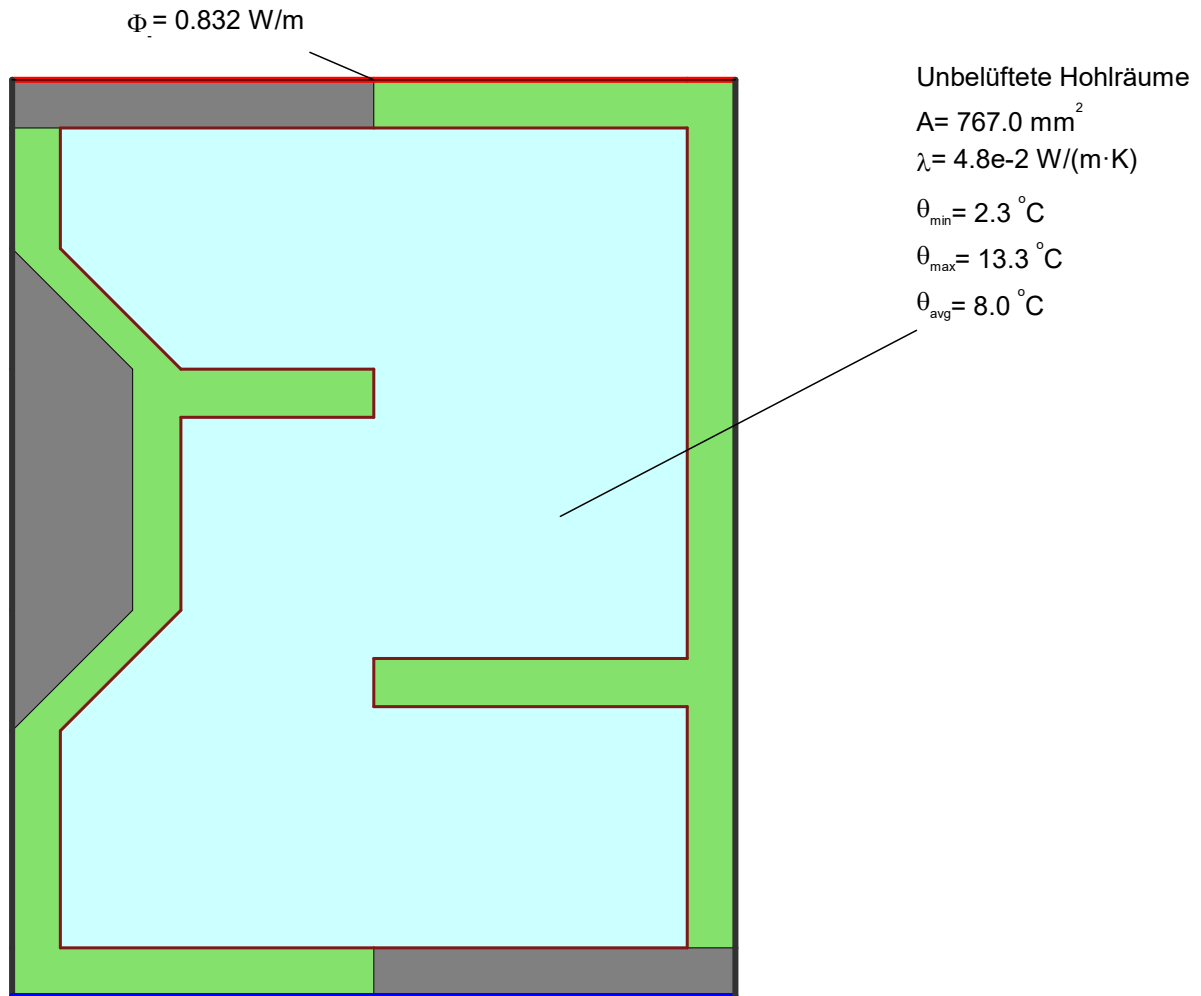 Φ-= 0.832 W/m
Unbelüftete Hohlräume
A= 767.0 mm²
λ= 4.8e-2 W/(m·K)
θmin= 2.3 °C
θmax= 13.3 °C
θavg= 8.0 °C